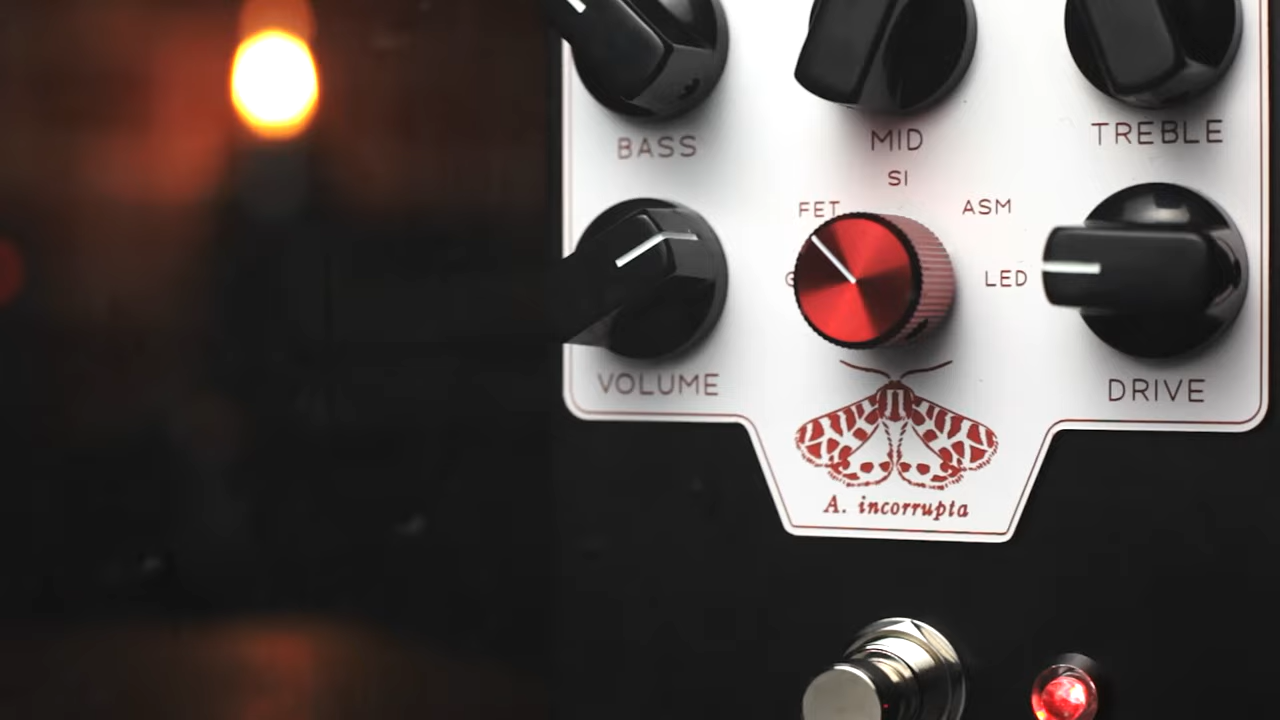 BASS
MID
TREBLE
SI
FET
ASM
LED
VOLUME
DRIVE
A. incorrupta